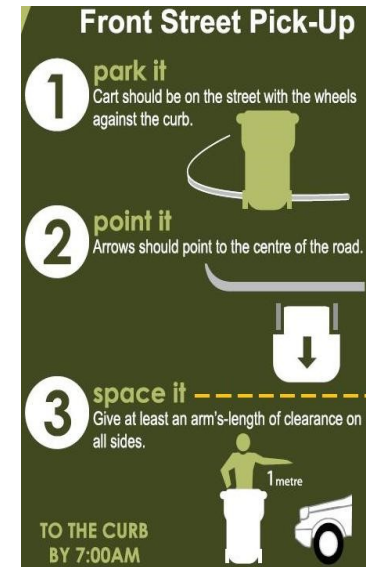 Front Street Pick-Up
1
park it
Cart should be on the street with the wheels
against the curb.
2
point it
Arrows should point to the centre of the road.
3
space it
Give at least an arm's-length of clearance on
all sides.
1 metre
TO THE CURB
BY 7:00AM